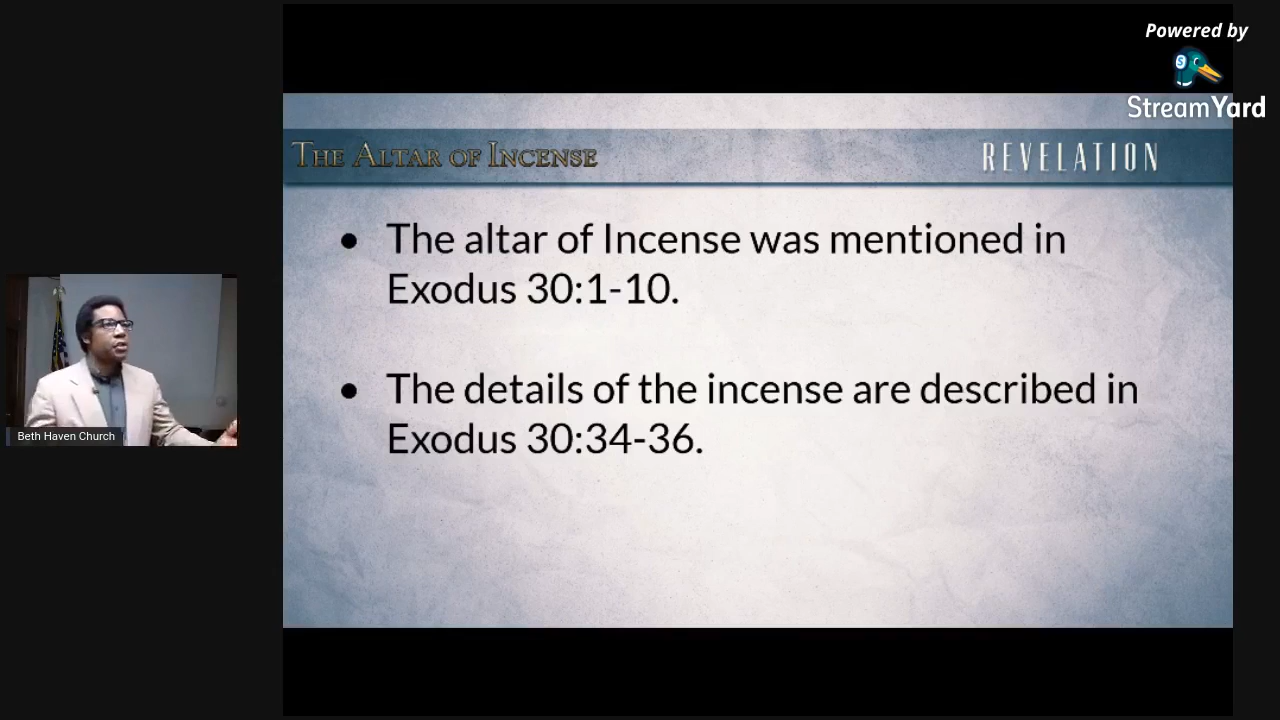 Powered by
StreamYard
THE ALTAR OF INCENSE
REVELATION
• The altar of Incense was mentioned in
Exodus 30:1-10.
• The details of the incense are described in
Exodus 30:34-36.
Beth Haven Church